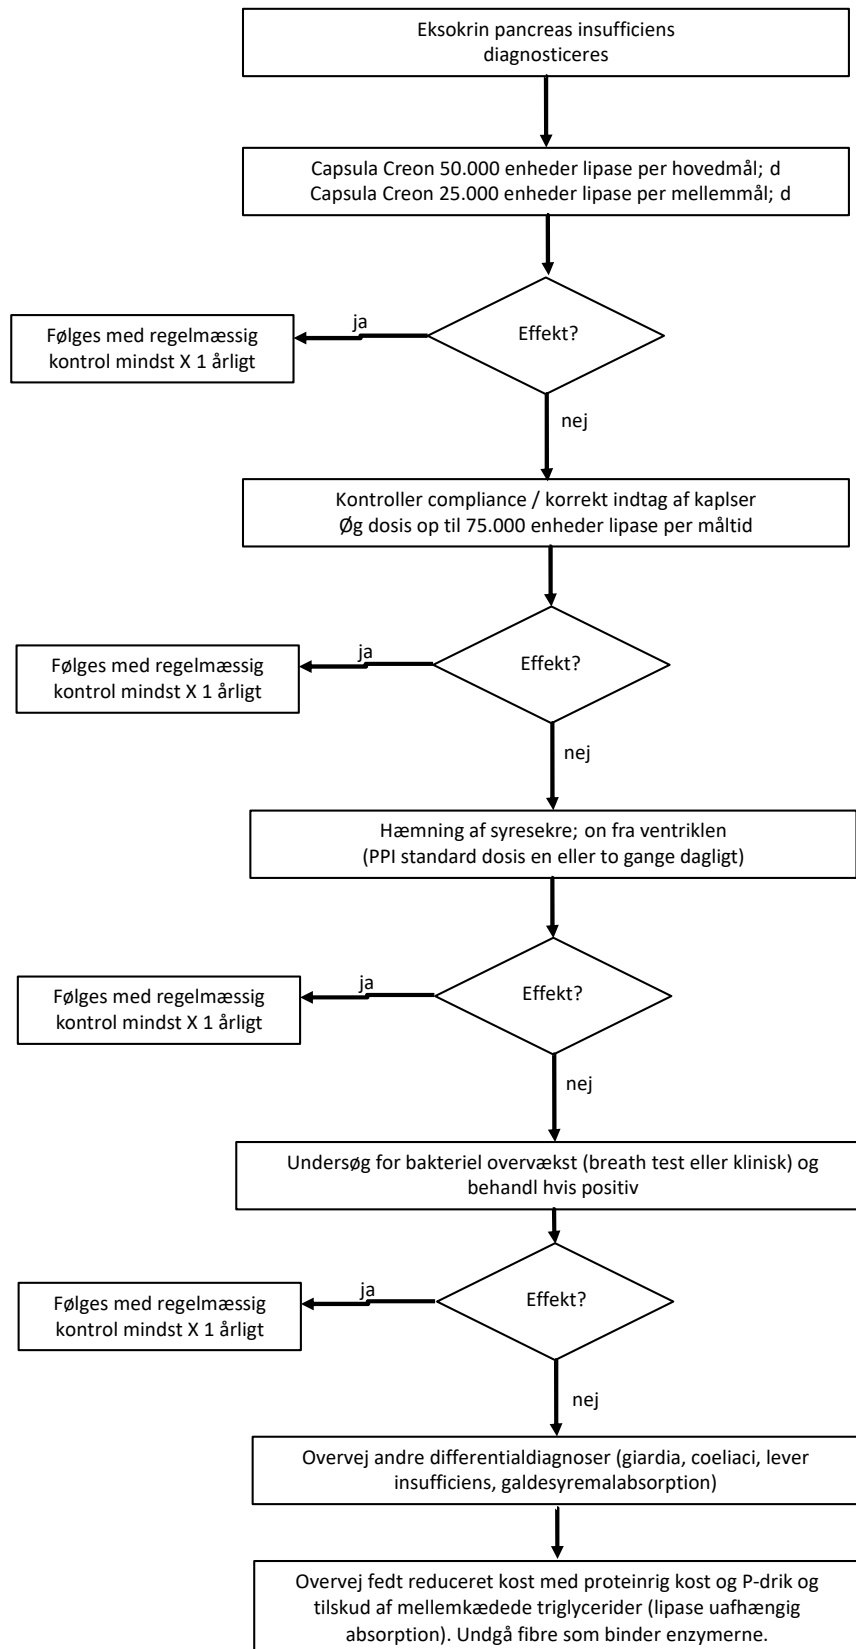 Eksokrin pancreas insufficiens
diagnosticeres
Capsula Creon 50.000 enheder lipase per hovedmål; d
Capsula Creon 25.000 enheder lipase per mellemmål; d
Effekt?
ja
Følges med regelmæssig
kontrol mindst X 1 årligt
nej
Kontroller compliance / korrekt indtag af kaplser
Øg dosis op til 75.000 enheder lipase per måltid
Effekt?
ja
Følges med regelmæssig
kontrol mindst X 1 årligt
nej
Hæmning af syresekre; on fra ventriklen
(PPI standard dosis en eller to gange dagligt)
Effekt?
ja
Følges med regelmæssig
kontrol mindst X 1 årligt
nej
Undersøg for bakteriel overvækst (breath test eller klinisk) og
behandl hvis positiv
Effekt?
ja
Følges med regelmæssig
kontrol mindst X 1 årligt
nej
Overvej andre differentialdiagnoser (giardia, coeliaci, lever
insufficiens, galdesyremalabsorption)
Overvej fedt reduceret kost med proteinrig kost og P-drik og
tilskud af mellemkædede triglycerider (lipase uafhængig
absorption). Undgå fibre som binder enzymerne.